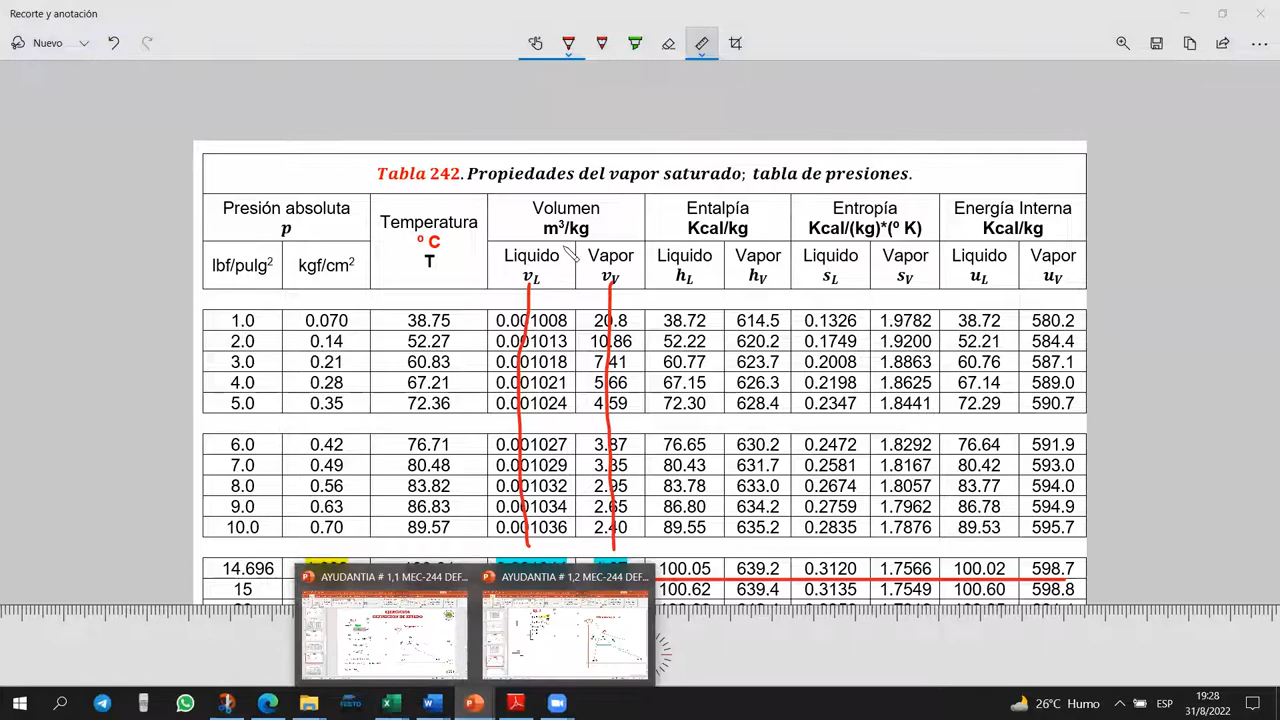 Recorte y anotación
Nuevo
Tabla 242. Propiedades del vapor saturado; tabla de presiones.
Presión absoluta
p
Temperatura
º C
T
Volumen
m³/kg
Entalpía
Kcal/kg
Entropía
Kcal/(kg)*(º K)
Energía Interna
Kcal/kg
lbf/pulg² kgf/cm² Liquido Vapor Liquido Vapor Liquido Vapor Liquido Vapor
vL vV hL hV sL sV uL uV
1.0 0.070 38.75 0.001008 20.8 38.72 614.5 0.1326 1.9782 38.72 580.2
2.0 0.14 52.27 0.001013 10.86 52.22 620.2 0.1749 1.9200 52.21 584.4
3.0 0.21 60.83 0.001018 7.41 60.77 623.7 0.2008 1.8863 60.76 587.1
4.0 0.28 67.21 0.001021 5.66 67.15 626.3 0.2198 1.8625 67.14 589.0
5.0 0.35 72.36 0.001024 4.59 72.30 628.4 0.2347 1.8441 72.29 590.7
6.0 0.42 76.71 0.001027 3.87 76.65 630.2 0.2472 1.8292 76.64 591.9
7.0 0.49 80.48 0.001029 3.35 80.43 631.7 0.2581 1.8167 80.42 593.0
8.0 0.56 83.82 0.001032 2.95 83.78 633.0 0.2674 1.8057 83.77 594.0
9.0 0.63 86.83 0.001034 2.65 86.80 634.2 0.2759 1.7962 86.78 594.9
10.0 0.70 89.57 0.001036 2.40 89.55 635.2 0.2835 1.7876 89.53 595.7
14.696 100.05 639.2 0.3120 1.7566 100.02 598.7
15 100.62 639.4 0.3135 1.7549 100.60 598.8
AYUDANTIA # 1,1 MEC-244 DEF...
AYUDANTIA # 1,2 MEC-244 DEF...
26°C Humo
ESP
19:28
31/8/2022